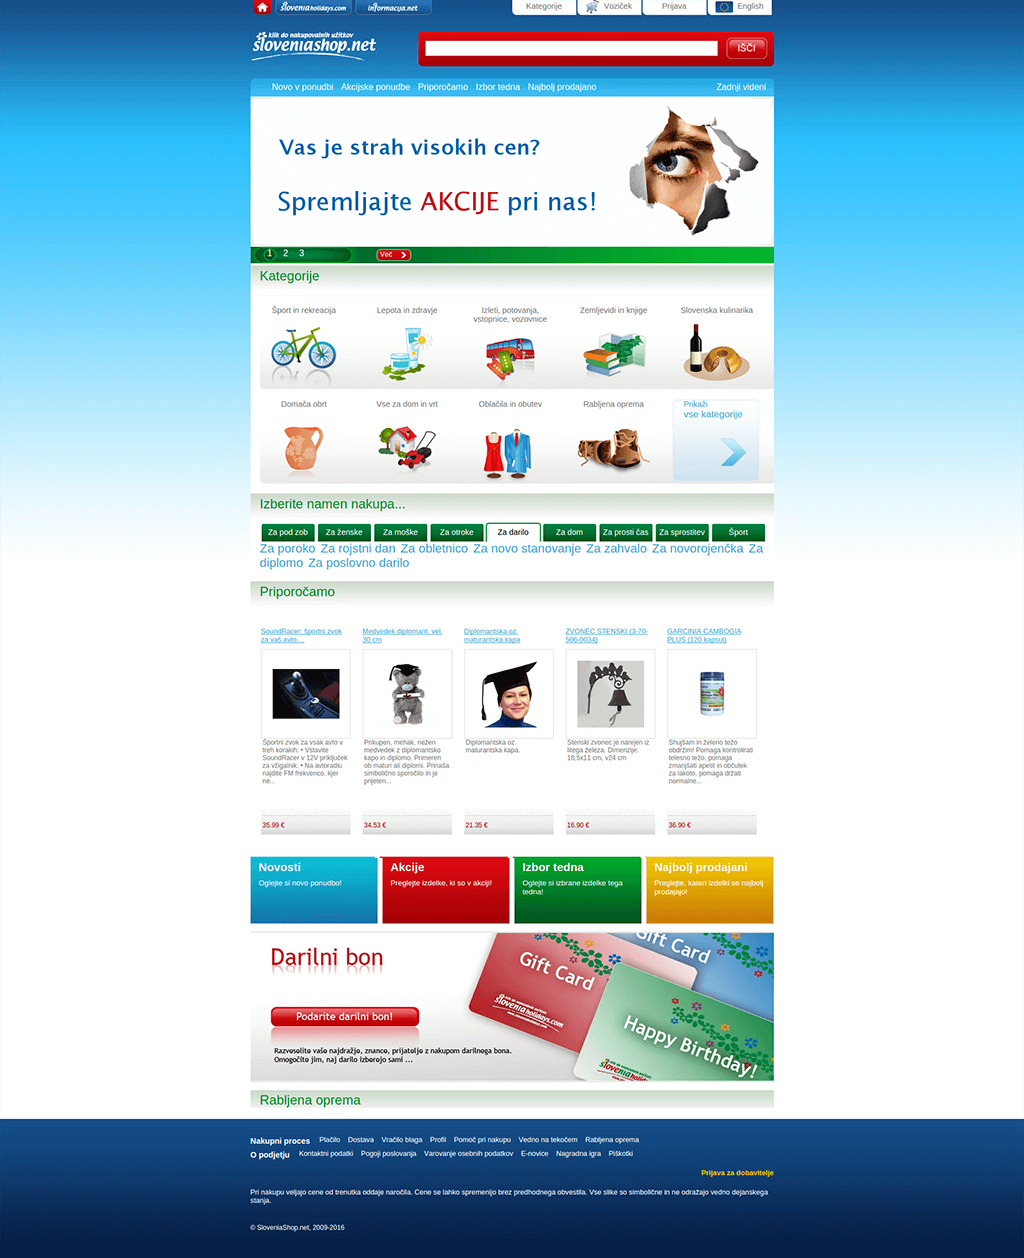 sloveniaholidays.com informacija.net Kategorije Voziček Prijava English
klik do nakupovalnih užitkov
sloveniashop.net
IŠČI
Novo v ponudbi Akcijske ponudbe Priporočamo Izbor tedna Najbolj prodajano Zadnji videni
Vas je strah visokih cen?
Spremljajte AKCIJE pri nas!
1 2 3 Več
Kategorije
Šport in rekreacija Lepota in zdravje Izleti, potovanja, vstopnice, vozovnice Zemljevidi in knjige Slovenska kulinarika
Domača obrt Vse za dom in vrt Oblačila in obutev Rabljena oprema Prikaži vse kategorije
Izberite namen nakupa...
Za pod zob Za ženske Za moške Za otroke Za darilo Za dom Za prosti čas Za sprostitev Šport
Za poroko Za rojstni dan Za obletnico Za novo stanovanje Za zahvalo Za novorojenčka Za
diplomo Za poslovno darilo
Priporočamo
SoundRacer: športni zvok
za vaš avto,...
Športni zvok za vsak avto v
treh korakih: • Vstavite
SoundRacer v 12V priključek
za vžigalnik. • Na avtoradiu
najdite FM frekvenco, kjer
ne...
35.99 €
Medvedek diplomant, vel.
30 cm
Prikupen, mehak, nežen
medvedek z diplomantsko
kapo in diplomo. Primeren
ob maturi ali diplomi. Prinaša
simbolično sporočilo in je
prijeten...
34.53 €
Diplomantska oz.
maturantska kapa
Diplomantska oz.
maturantska kapa.
21.35 €
ZVONEC STENSKI (3-70-
506-0034)
Stenski zvonec je narejen iz
litega železa. Dimenzije:
18,5x11 cm, v24 cm
16.90 €
GARCINIA CAMBOGIA
PLUS (120 kapsul)
Shujšam in želeno težo
obdržim! Pomaga kontrolirati
telesno težo, pomaga
zmanjšati apetit in občutek
za lakoto, pomaga držati
normalne...
36.90 €
Novosti
Oglejte si novo ponudbo!
Akcije
Preglejte izdelke, ki so v akciji!
Izbor tedna
Oglejte si izbrane izdelke tega
tedna!
Najbolj prodajani
Preglejte, kateri izdelki se najbolj
prodajajo!
Darilni bon
Podarite darilni bon!
Razveselite vaše najdražje, znance, prijatelje z nakupom darilnega bona.
Omogočite jim, naj darilo izberejo sami ...
Gift Card
Gift Card
sloveniaholidays.com
Happy Birthday!
Rabljena oprema
Nakupni proces Plačilo Dostava Vračilo blaga Profil Pomoč pri nakupu Vedno na tekočem Rabljena oprema
O podjetju Kontaktni podatki Pogoji poslovanja Varovanje osebnih podatkov E-novice Nagradna igra Piškotki
Prijava za dobavitelje
Pri nakupu veljajo cene od trenutka oddaje naročila. Cene se lahko spremenijo brez predhodnega obvestila. Vse slike so simbolične in ne odražajo vedno dejanskega
stanja.
© SloveniaShop.net, 2009-2016